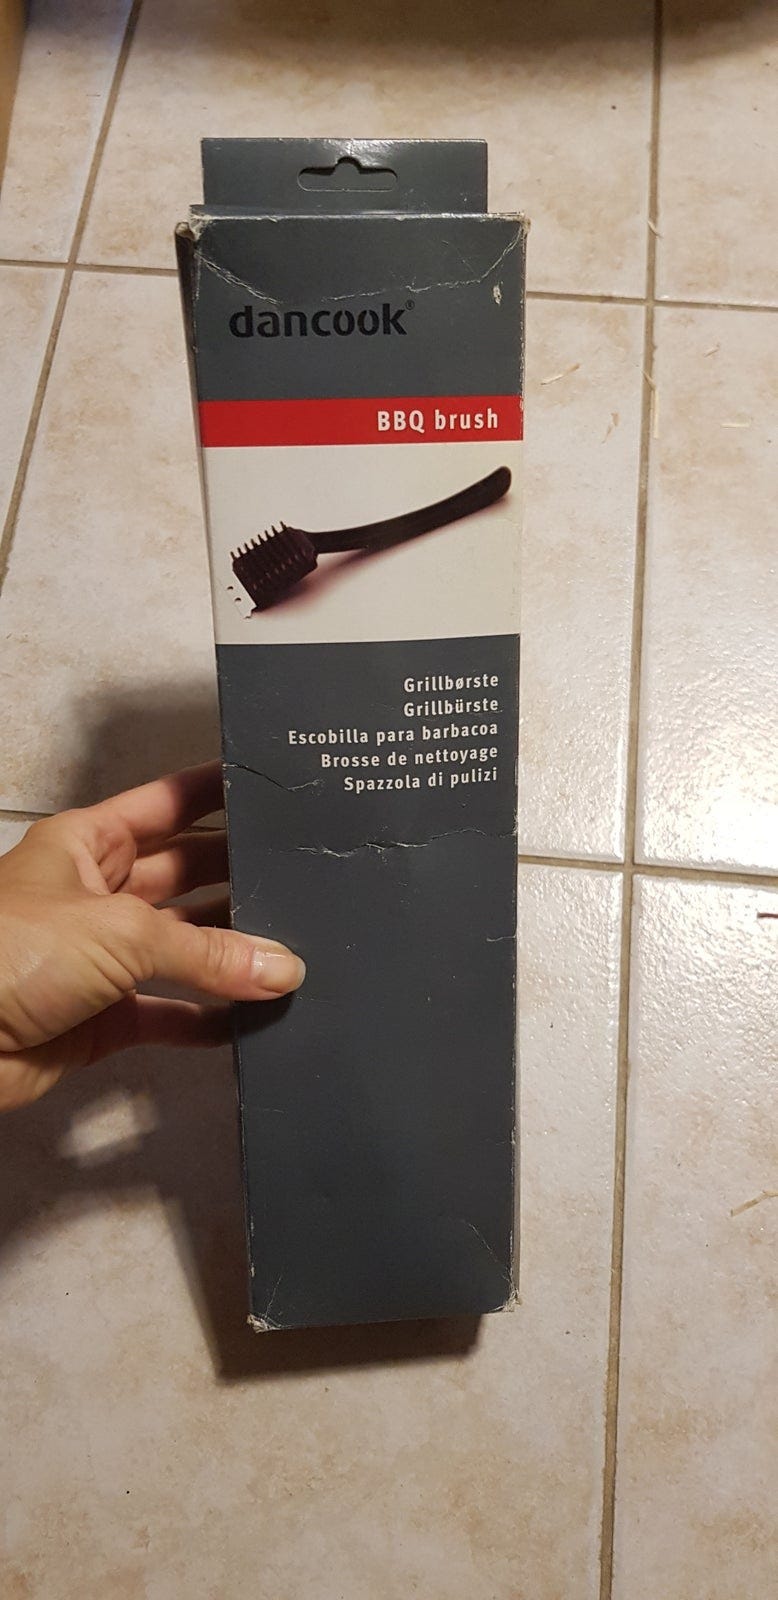 dancook®
BBQ brush
Grillbørste
Grillbürste
Escobilla para barbacoa
Brosse de nettoyage
Spazzola di pulizi